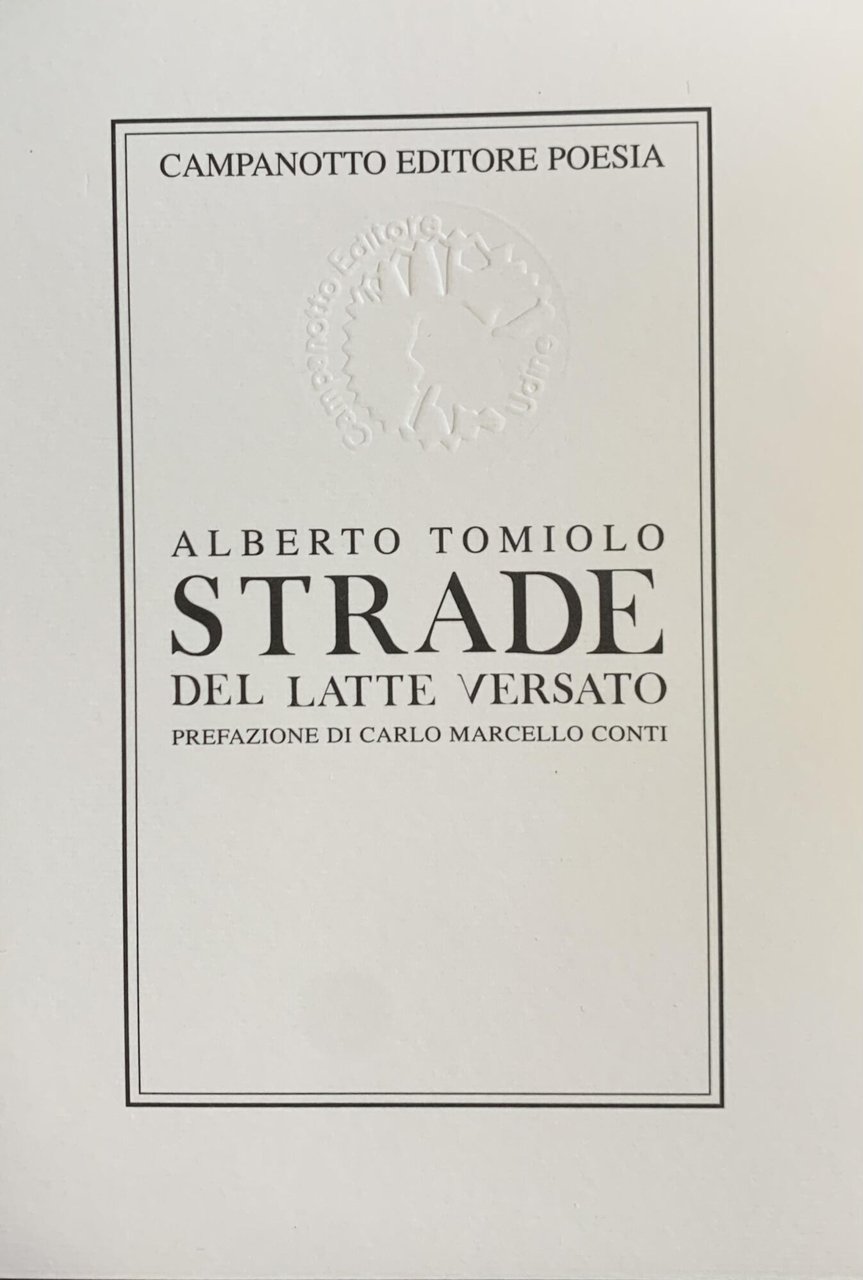 CAMPANOTTO EDITORE POESIA
Campanotto Editore Udine
ALBERTO TOMIOLO
STRADE
DEL LATTE VERSATO
PREFAZIONE DI CARLO MARCELLO CONTI